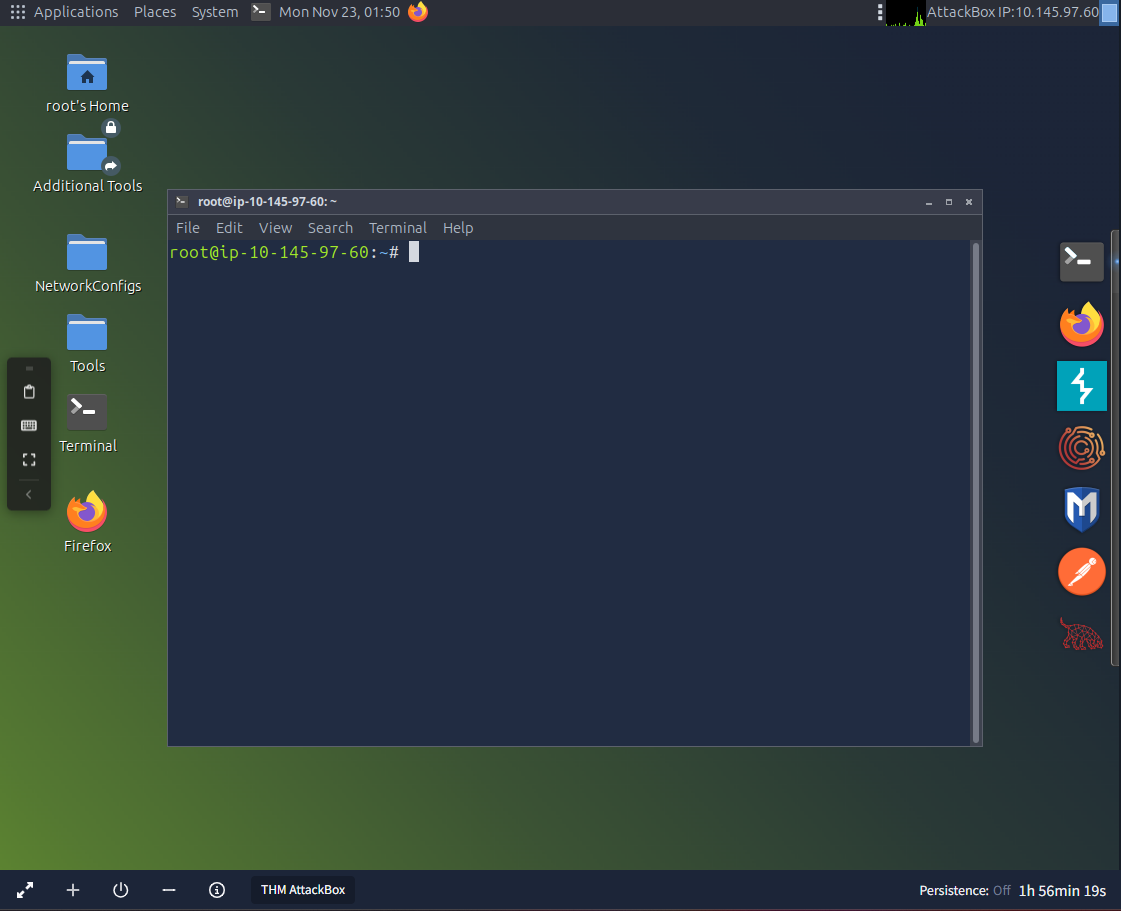 Applications Places System Mon Nov 23, 01:50 AttackBox IP:10.145.97.60
root's Home
Additional Tools
NetworkConfigs
Tools
Terminal
Firefox
root@ip-10-145-97-60: ~
File Edit View Search Terminal Help
root@ip-10-145-97-60:~#
THM AttackBox Persistence: Off 1h 56min 19s